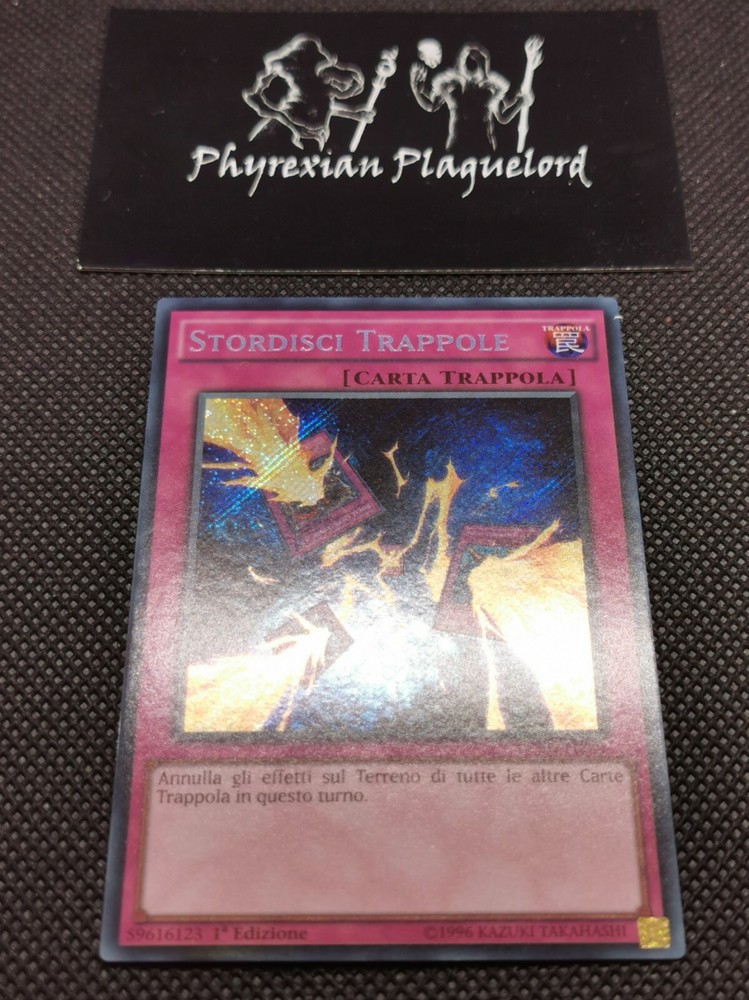 Phyrexian Plaguelord
STORDISCI TRAPPOLE
TRAPPOLA
罠
[CARTA TRAPPOLA]
Annulla gli effetti sul Terreno di tutte le altre Carte
Trappola in questo turno.
59616123 1ª Edizione
©1996 KAZUKI TAKAHASHI